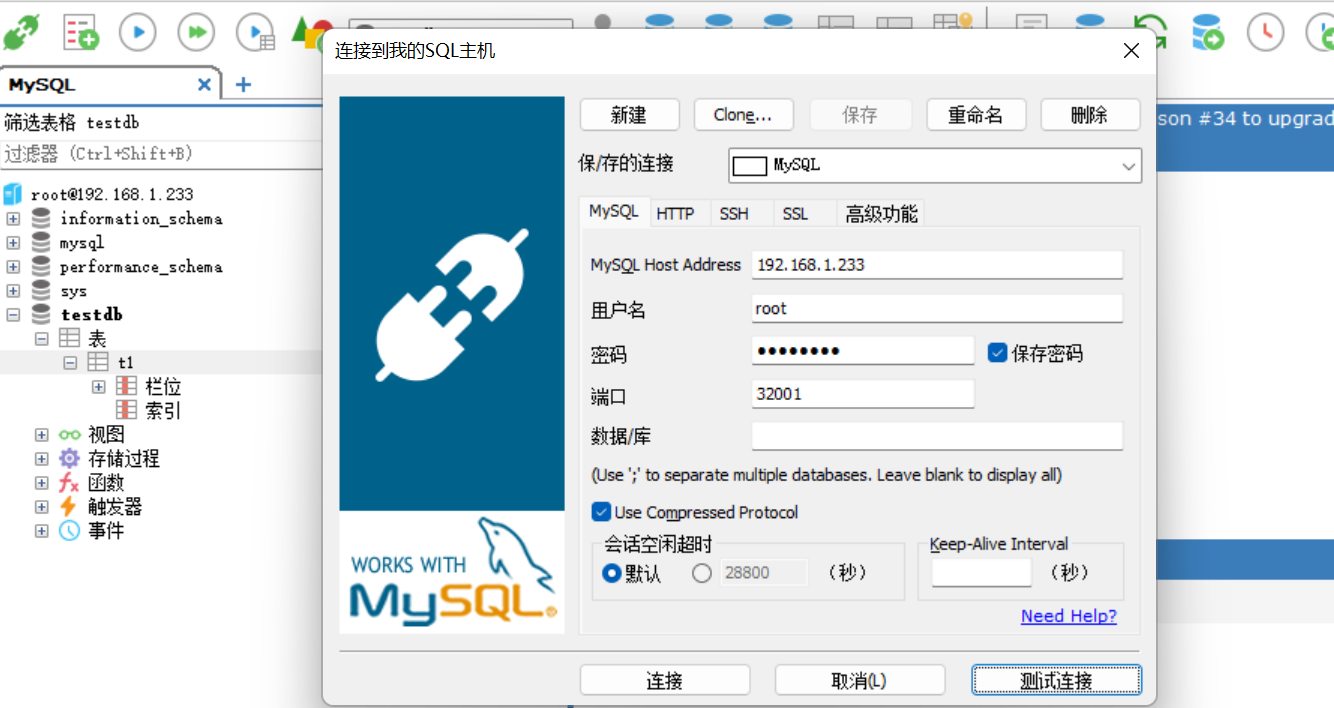 连接到我的SQL主机
MySQL
筛选表格 testdb
过滤器 (Ctrl+Shift+B)
root@192.168.1.233
information_schema
mysql
performance_schema
sys
testdb
表
t1
栏位
索引
视图
存储过程
函数
触发器
事件
新建
Clone...
保存
重命名
删除
保/存的连接
MySQL
MySQL
HTTP
SSH
SSL
高级功能
MySQL Host Address
192.168.1.233
用户名
root
密码
••••••••
保存密码
端口
32001
数据/库
(Use ';' to separate multiple databases. Leave blank to display all)
Use Compressed Protocol
会话空闲超时
默认
28800
(秒)
Keep-Alive Interval
(秒)
Need Help?
WORKS WITH
MySQL®
连接
取消(L)
测试连接
son #34 to upgrad